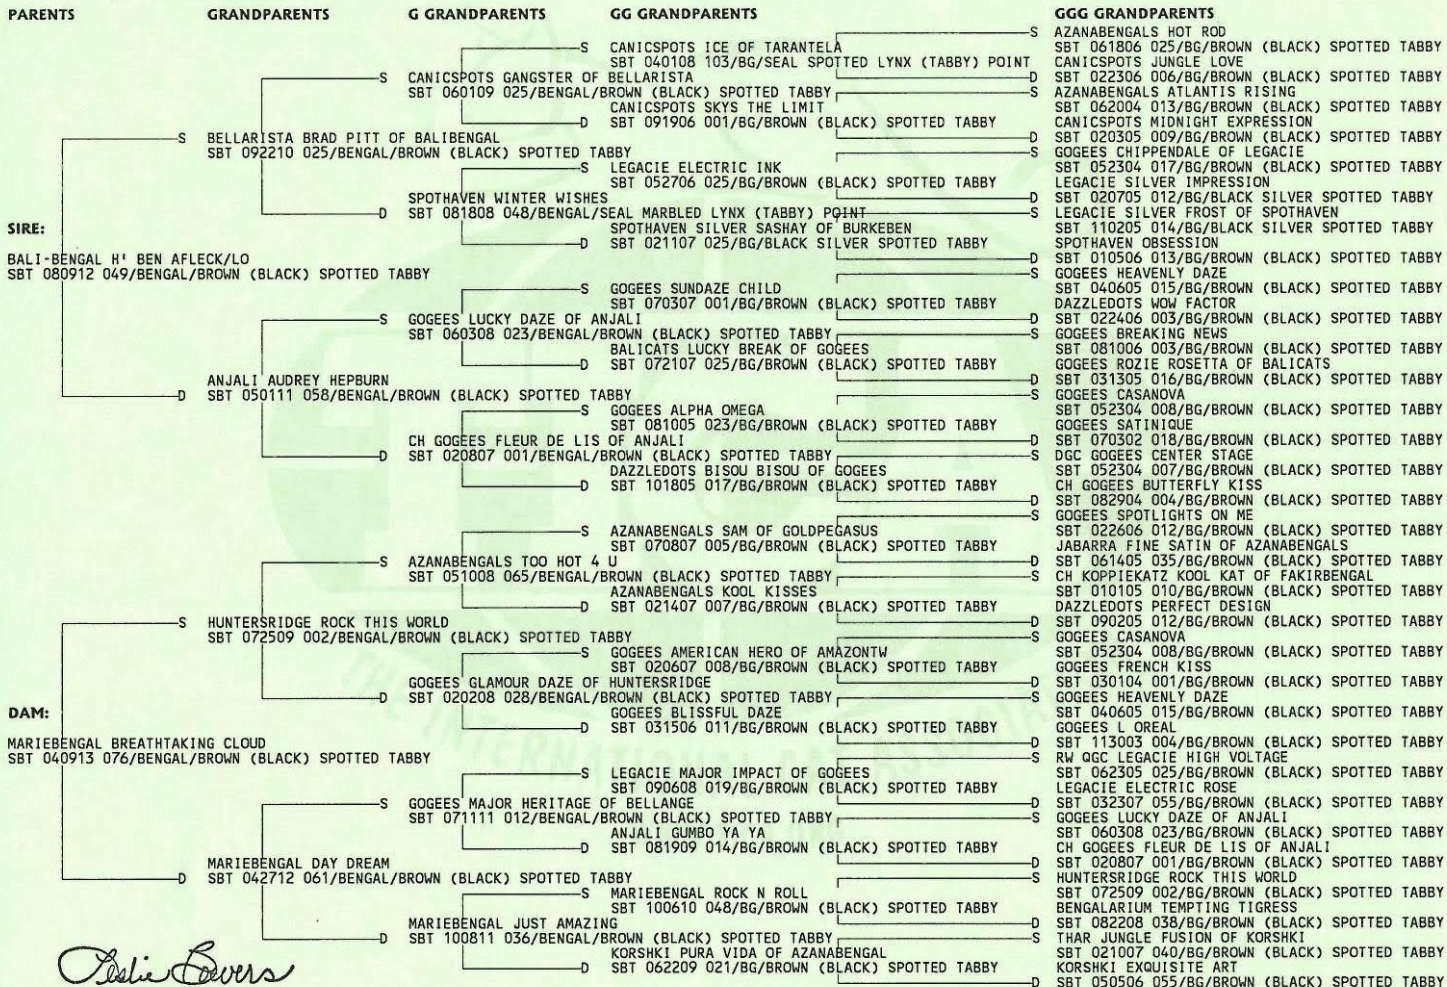 PARENTS
SIRE:
BALI-BENGAL H' BEN AFLECK/LO
SBT 080912 049/BENGAL/BROWN (BLACK) SPOTTED TABBY
DAM:
MARIEBENGAL BREATHTAKING CLOUD
SBT 040913 076/BENGAL/BROWN (BLACK) SPOTTED TABBY
GRANDPARENTS
S BELLARISTA BRAD PITT OF BALIBENGAL
SBT 092210 025/BENGAL/BROWN (BLACK) SPOTTED TABBY
ANJALI AUDREY HEPBURN
D SBT 050111 058/BENGAL/BROWN (BLACK) SPOTTED TABBY
S HUNTERSRIDGE ROCK THIS WORLD
SBT 072509 002/BENGAL/BROWN (BLACK) SPOTTED TABBY
MARIEBENGAL DAY DREAM
D SBT 042712 061/BENGAL/BROWN (BLACK) SPOTTED TABBY
G GRANDPARENTS
S CANICSPOTS GANGSTER OF BELLARISTA
SBT 060109 025/BENGAL/BROWN (BLACK) SPOTTED TABBY
SPOTHAVEN WINTER WISHES
D SBT 081808 048/BENGAL/SEAL MARBLED LYNX (TABBY) POINT
S GOGEES LUCKY DAZE OF ANJALI
SBT 060308 023/BENGAL/BROWN (BLACK) SPOTTED TABBY
CH GOGEES FLEUR DE LIS OF ANJALI
D SBT 020807 001/BENGAL/BROWN (BLACK) SPOTTED TABBY
S AZANABENGALS TOO HOT 4 U
SBT 051008 065/BENGAL/BROWN (BLACK) SPOTTED TABBY
GOGEES GLAMOUR DAZE OF HUNTERSRIDGE
D SBT 020208 028/BENGAL/BROWN (BLACK) SPOTTED TABBY
S GOGEES MAJOR HERITAGE OF BELLANGE
SBT 071111 012/BENGAL/BROWN (BLACK) SPOTTED TABBY
MARIEBENGAL JUST AMAZING
D SBT 100811 036/BENGAL/BROWN (BLACK) SPOTTED TABBY
GG GRANDPARENTS
S CANICSPOTS ICE OF TARANTELA
SBT 040108 103/BG/SEAL SPOTTED LYNX (TABBY) POINT
CANICSPOTS SKYS THE LIMIT
D SBT 091906 001/BG/BROWN (BLACK) SPOTTED TABBY
S LEGACIE ELECTRIC INK
SBT 052706 025/BG/BROWN (BLACK) SPOTTED TABBY
SPOTHAVEN SILVER SASHAY OF BURKEBEN
D SBT 021107 025/BG/BLACK SILVER SPOTTED TABBY
S GOGEES SUNDAZE CHILD
SBT 070307 001/BG/BROWN (BLACK) SPOTTED TABBY
BALICATS LUCKY BREAK OF GOGEES
D SBT 072107 025/BG/BROWN (BLACK) SPOTTED TABBY
S GOGEES ALPHA OMEGA
SBT 081005 023/BG/BROWN (BLACK) SPOTTED TABBY
DAZZLEDOTS BISOU BISOU OF GOGEES
D SBT 101805 017/BG/BROWN (BLACK) SPOTTED TABBY
S AZANABENGALS SAM OF GOLDPEGASUS
SBT 070807 005/BG/BROWN (BLACK) SPOTTED TABBY
AZANABENGALS KOOL KISSES
D SBT 021407 007/BG/BROWN (BLACK) SPOTTED TABBY
S GOGEES AMERICAN HERO OF AMAZONTW
SBT 020607 008/BG/BROWN (BLACK) SPOTTED TABBY
GOGEES BLISSFUL DAZE
D SBT 031506 011/BG/BROWN (BLACK) SPOTTED TABBY
S LEGACIE MAJOR IMPACT OF GOGEES
SBT 090608 019/BG/BROWN (BLACK) SPOTTED TABBY
ANJALI GUMBO YA YA
D SBT 081909 014/BG/BROWN (BLACK) SPOTTED TABBY
S MARIEBENGAL ROCK N ROLL
SBT 100610 048/BG/BROWN (BLACK) SPOTTED TABBY
KORSHKI PURA VIDA OF AZANABENGAL
D SBT 062209 021/BG/BROWN (BLACK) SPOTTED TABBY
GGG GRANDPARENTS
S AZANABENGALS HOT ROD
SBT 061806 025/BG/BROWN (BLACK) SPOTTED TABBY
CANICSPOTS JUNGLE LOVE
D SBT 022306 006/BG/BROWN (BLACK) SPOTTED TABBY
S AZANABENGALS ATLANTIS RISING
SBT 062004 013/BG/BROWN (BLACK) SPOTTED TABBY
CANICSPOTS MIDNIGHT EXPRESSION
D SBT 020305 009/BG/BROWN (BLACK) SPOTTED TABBY
S GOGEES CHIPPENDALE OF LEGACIE
SBT 052304 017/BG/BROWN (BLACK) SPOTTED TABBY
LEGACIE SILVER IMPRESSION
D SBT 020705 012/BG/BLACK SILVER SPOTTED TABBY
S LEGACIE SILVER FROST OF SPOTHAVEN
SBT 110205 014/BG/BLACK SILVER SPOTTED TABBY
SPOTHAVEN OBSESSION
D SBT 010506 013/BG/BROWN (BLACK) SPOTTED TABBY
S GOGEES HEAVENLY DAZE
SBT 040605 015/BG/BROWN (BLACK) SPOTTED TABBY
DAZZLEDOTS WOW FACTOR
D SBT 022406 003/BG/BROWN (BLACK) SPOTTED TABBY
S GOGEES BREAKING NEWS
SBT 081006 003/BG/BROWN (BLACK) SPOTTED TABBY
GOGEES ROZIE ROSETTA OF BALICATS
D SBT 031305 016/BG/BROWN (BLACK) SPOTTED TABBY
S GOGEES CASANOVA
SBT 052304 008/BG/BROWN (BLACK) SPOTTED TABBY
GOGEES SATINIQUE
D SBT 070302 018/BG/BROWN (BLACK) SPOTTED TABBY
S DGC GOGEES CENTER STAGE
SBT 052304 007/BG/BROWN (BLACK) SPOTTED TABBY
CH GOGEES BUTTERFLY KISS
D SBT 082904 004/BG/BROWN (BLACK) SPOTTED TABBY
S GOGEES SPOTLIGHTS ON ME
SBT 022606 012/BG/BROWN (BLACK) SPOTTED TABBY
JABARRA FINE SATIN OF AZANABENGALS
D SBT 061405 035/BG/BROWN (BLACK) SPOTTED TABBY
S CH KOPPIEKATZ KOOL KAT OF FAKIRBENGAL
SBT 010105 010/BG/BROWN (BLACK) SPOTTED TABBY
DAZZLEDOTS PERFECT DESIGN
D SBT 090205 012/BG/BROWN (BLACK) SPOTTED TABBY
S GOGEES CASANOVA
SBT 052304 008/BG/BROWN (BLACK) SPOTTED TABBY
GOGEES FRENCH KISS
D SBT 030104 001/BG/BROWN (BLACK) SPOTTED TABBY
S GOGEES HEAVENLY DAZE
SBT 040605 015/BG/BROWN (BLACK) SPOTTED TABBY
GOGEES L OREAL
D SBT 113003 004/BG/BROWN (BLACK) SPOTTED TABBY
S RW QGC LEGACIE HIGH VOLTAGE
SBT 062305 025/BG/BROWN (BLACK) SPOTTED TABBY
LEGACIE ELECTRIC ROSE
D SBT 032307 055/BG/BROWN (BLACK) SPOTTED TABBY
S GOGEES LUCKY DAZE OF ANJALI
SBT 060308 023/BG/BROWN (BLACK) SPOTTED TABBY
CH GOGEES FLEUR DE LIS OF ANJALI
D SBT 020807 001/BG/BROWN (BLACK) SPOTTED TABBY
S HUNTERSRIDGE ROCK THIS WORLD
SBT 072509 002/BG/BROWN (BLACK) SPOTTED TABBY
BENGALARIUM TEMPTING TIGRESS
D SBT 082208 038/BG/BROWN (BLACK) SPOTTED TABBY
S THAR JUNGLE FUSION OF KORSHKI
SBT 021007 040/BG/BROWN (BLACK) SPOTTED TABBY
KORSHKI EXQUISITE ART
D SBT 050506 055/BG/BROWN (BLACK) SPOTTED TABBY
Leslie Bowers
THE INTERNATIONAL CAT